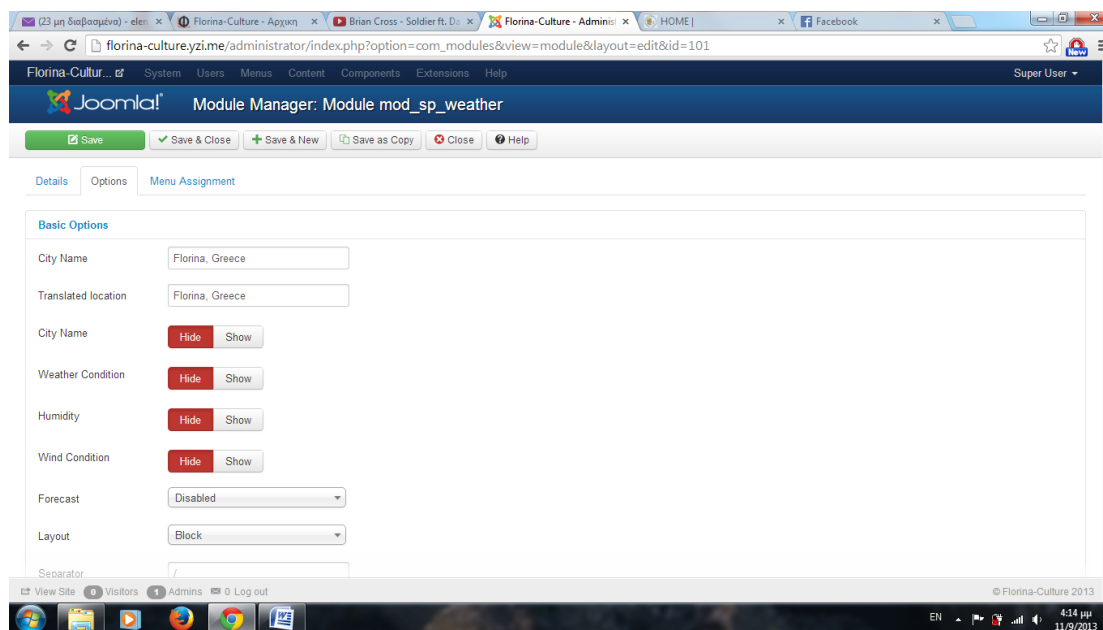 (23 μη διαβασμένα) - elen
Florina-Culture - Αρχικη
Brian Cross - Soldier ft. Da
Florina-Culture - Administ
HOME |
Facebook
florina-culture.yzi.me/administrator/index.php?option=com_modules&view=module&layout=edit&id=101
New
Florina-Cultur... System Users Menus Content Components Extensions Help Super User
Joomla! Module Manager: Module mod_sp_weather
Save Save & Close Save & New Save as Copy Close Help
Details Options Menu Assignment
Basic Options
City Name Florina, Greece
Translated location Florina, Greece
City Name Hide Show
Weather Condition Hide Show
Humidity Hide Show
Wind Condition Hide Show
Forecast Disabled
Layout Block
Separator /
View Site 0 Visitors 1 Admins 0 Log out © Florina-Culture 2013
EN 4:14 μμ
11/9/2013